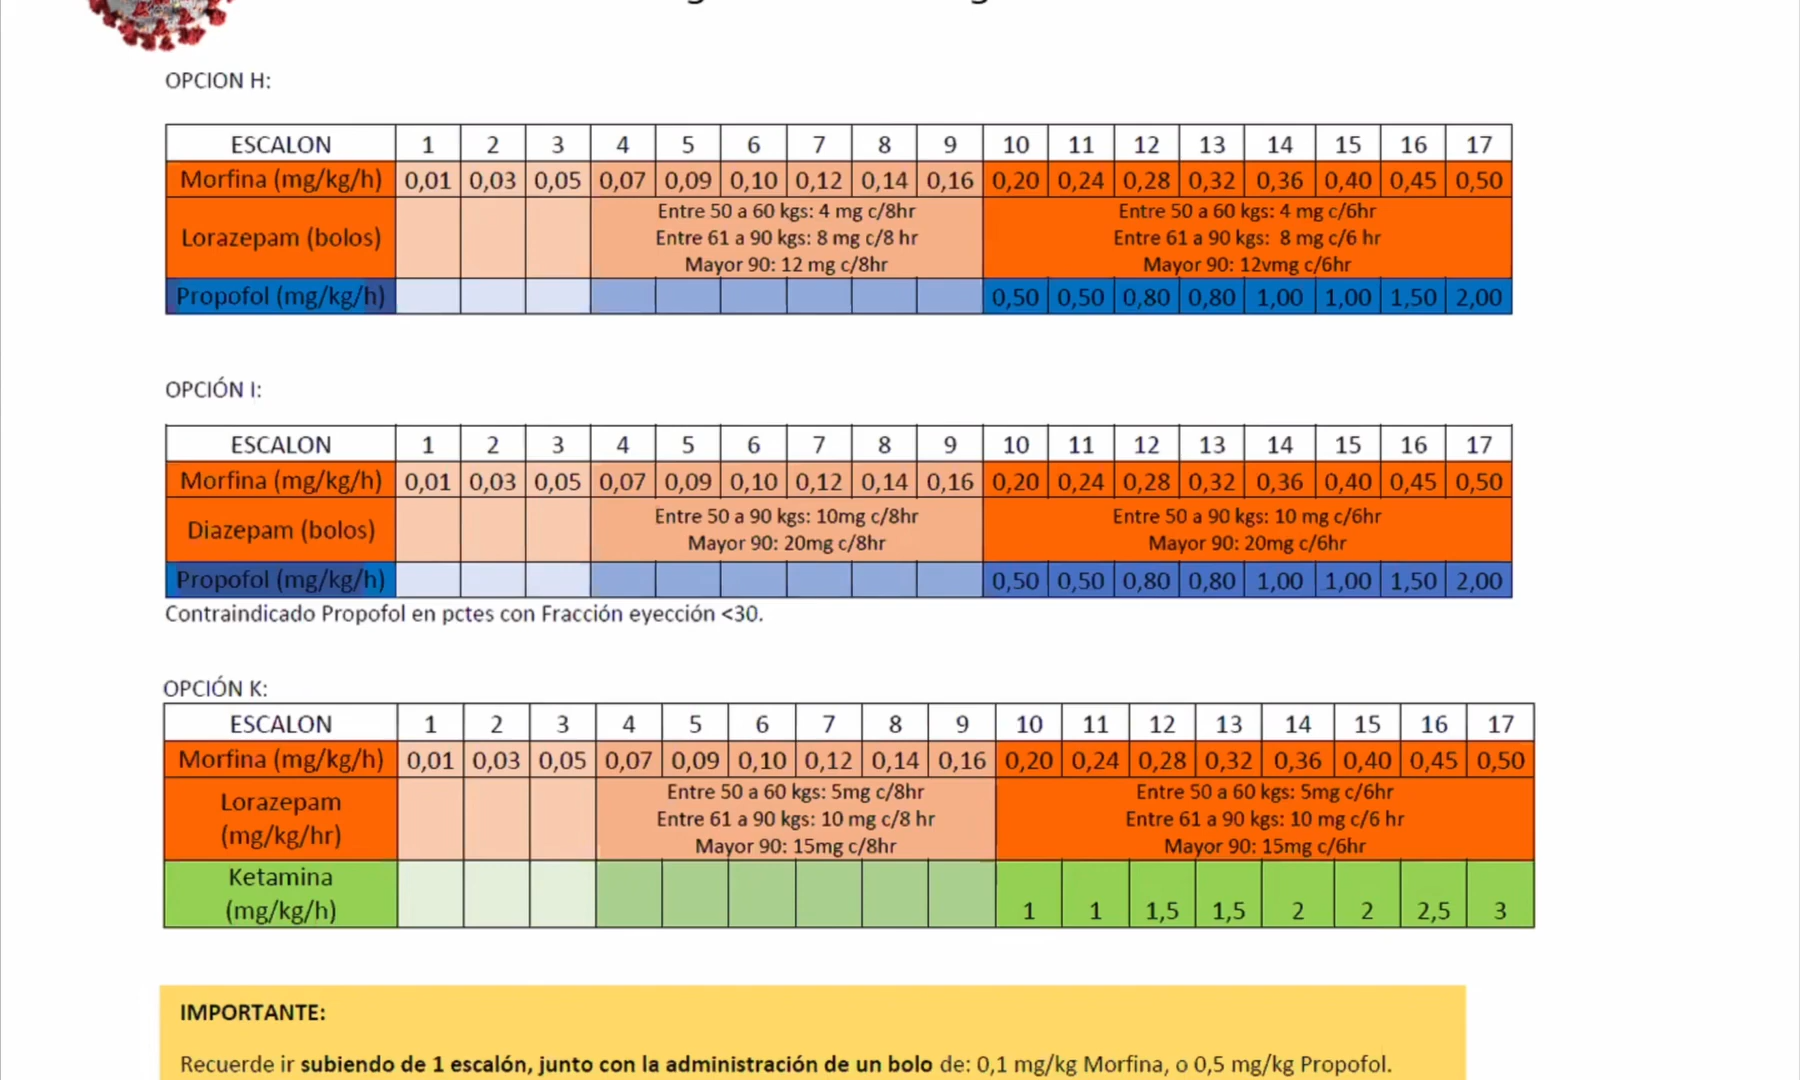 OPCION H:
ESCALON 1 2 3 4 5 6 7 8 9 10 11 12 13 14 15 16 17
Morfina (mg/kg/h) 0,01 0,03 0,05 0,07 0,09 0,10 0,12 0,14 0,16 0,20 0,24 0,28 0,32 0,36 0,40 0,45 0,50
Lorazepam (bolos)
Entre 50 a 60 kgs: 4 mg c/8hr
Entre 61 a 90 kgs: 8 mg c/8 hr
Mayor 90: 12 mg c/8hr
Entre 50 a 60 kgs: 4 mg c/6hr
Entre 61 a 90 kgs: 8 mg c/6 hr
Mayor 90: 12vmg c/6hr
Propofol (mg/kg/h) 0,50 0,50 0,80 0,80 1,00 1,00 1,50 2,00
OPCIÓN I:
ESCALON 1 2 3 4 5 6 7 8 9 10 11 12 13 14 15 16 17
Morfina (mg/kg/h) 0,01 0,03 0,05 0,07 0,09 0,10 0,12 0,14 0,16 0,20 0,24 0,28 0,32 0,36 0,40 0,45 0,50
Diazepam (bolos)
Entre 50 a 90 kgs: 10mg c/8hr
Mayor 90: 20mg c/8hr
Entre 50 a 90 kgs: 10 mg c/6hr
Mayor 90: 20mg c/6hr
Propofol (mg/kg/h) 0,50 0,50 0,80 0,80 1,00 1,00 1,50 2,00
Contraindicado Propofol en pctes con Fracción eyección <30.
OPCIÓN K:
ESCALON 1 2 3 4 5 6 7 8 9 10 11 12 13 14 15 16 17
Morfina (mg/kg/h) 0,01 0,03 0,05 0,07 0,09 0,10 0,12 0,14 0,16 0,20 0,24 0,28 0,32 0,36 0,40 0,45 0,50
Lorazepam
(mg/kg/hr)
Entre 50 a 60 kgs: 5mg c/8hr
Entre 61 a 90 kgs: 10 mg c/8 hr
Mayor 90: 15mg c/8hr
Entre 50 a 60 kgs: 5mg c/6hr
Entre 61 a 90 kgs: 10 mg c/6 hr
Mayor 90: 15mg c/6hr
Ketamina
(mg/kg/h) 1 1 1,5 1,5 2 2 2,5 3
IMPORTANTE:
Recuerde ir subiendo de 1 escalón, junto con la administración de un bolo de: 0,1 mg/kg Morfina, o 0,5 mg/kg Propofol.